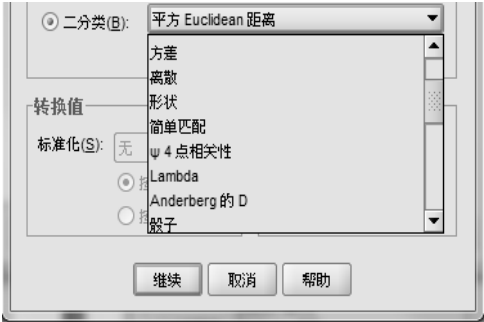 二分类(B): 平方 Euclidean 距离
方差
离散
形状
简单匹配
转换值
标准化(S): 无
ψ 4 点相关性
Lambda
Anderberg 的 D
骰子
继续 取消 帮助